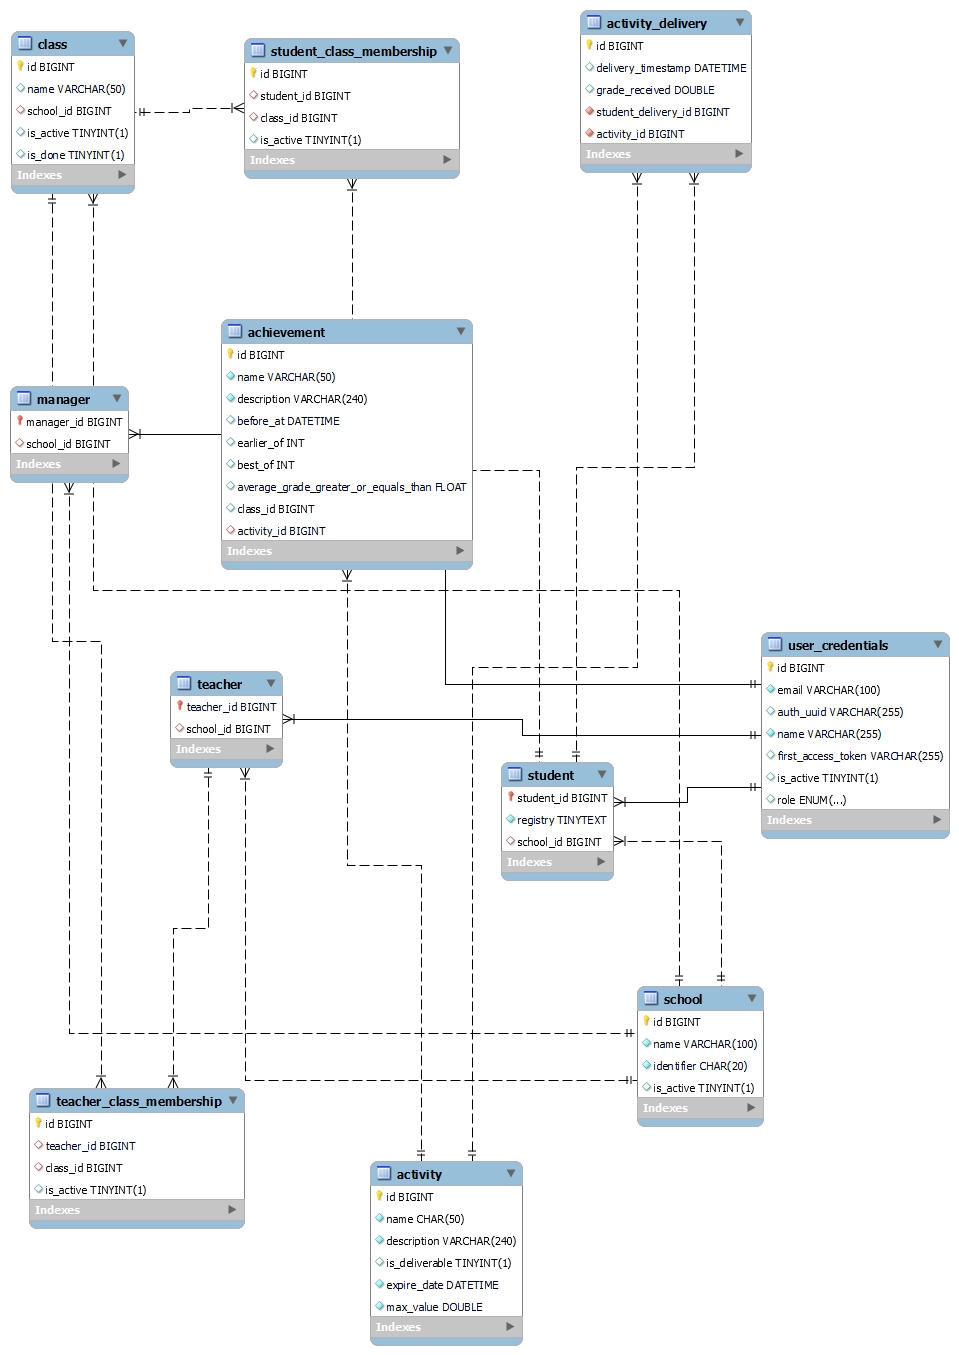 class
id BIGINT
name VARCHAR(50)
school_id BIGINT
is_active TINYINT(1)
is_done TINYINT(1)
Indexes
student_class_membership
id BIGINT
student_id BIGINT
class_id BIGINT
is_active TINYINT(1)
Indexes
activity_delivery
id BIGINT
delivery_timestamp DATETIME
grade_received DOUBLE
student_delivery_id BIGINT
activity_id BIGINT
Indexes
achievement
id BIGINT
name VARCHAR(50)
description VARCHAR(240)
before_at DATETIME
earlier_of INT
best_of INT
average_grade_greater_or_equals_than FLOAT
class_id BIGINT
activity_id BIGINT
Indexes
manager
manager_id BIGINT
school_id BIGINT
Indexes
user_credentials
id BIGINT
email VARCHAR(100)
auth_uuid VARCHAR(255)
name VARCHAR(255)
first_access_token VARCHAR(255)
is_active TINYINT(1)
role ENUM(...)
Indexes
teacher
teacher_id BIGINT
school_id BIGINT
Indexes
student
student_id BIGINT
registry TINYTEXT
school_id BIGINT
Indexes
school
id BIGINT
name VARCHAR(100)
identifier CHAR(20)
is_active TINYINT(1)
Indexes
teacher_class_membership
id BIGINT
teacher_id BIGINT
class_id BIGINT
is_active TINYINT(1)
Indexes
activity
id BIGINT
name CHAR(50)
description VARCHAR(240)
is_deliverable TINYINT(1)
expire_date DATETIME
max_value DOUBLE
Indexes